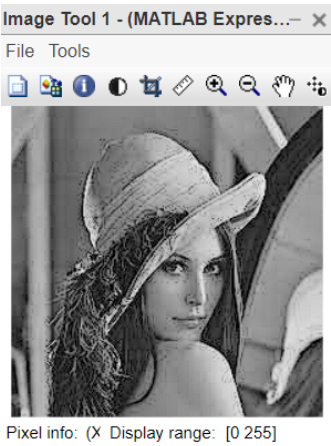 Image Tool 1 - (MATLAB Expres...
File Tools
Pixel info: (X Display range: [0 255]